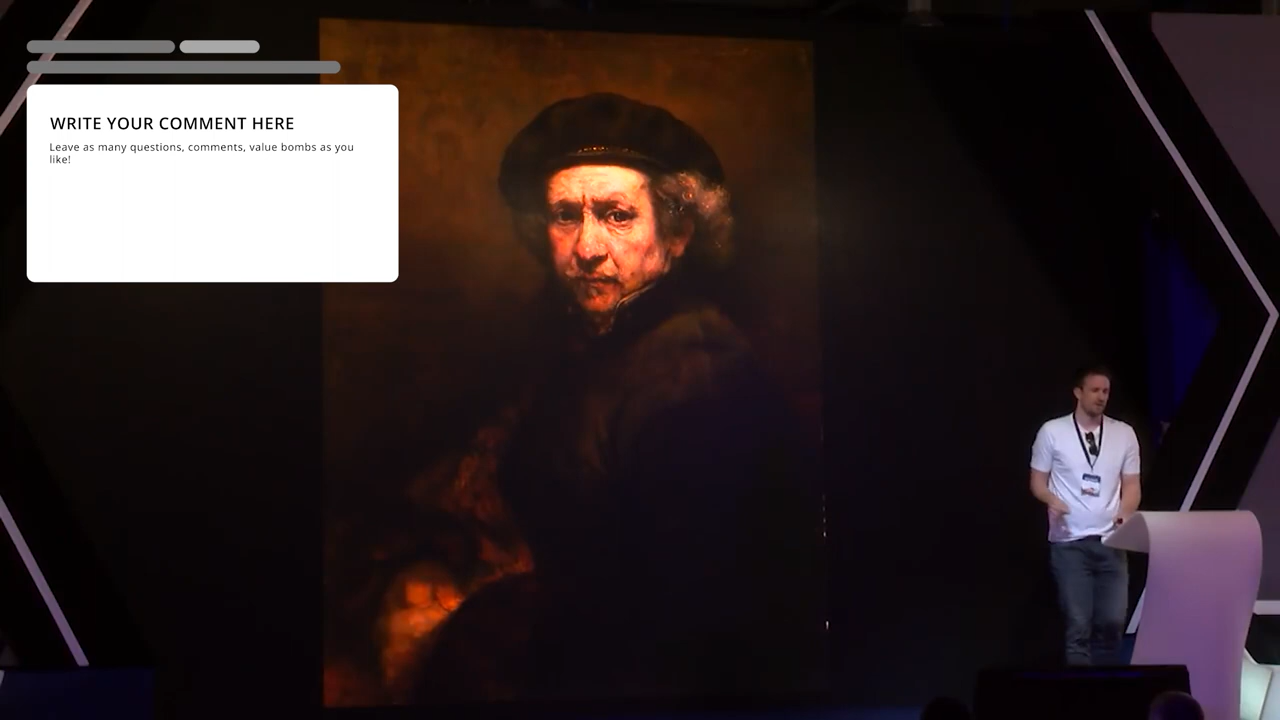 WRITE YOUR COMMENT HERE
Leave as many questions, comments, value bombs as you
like!